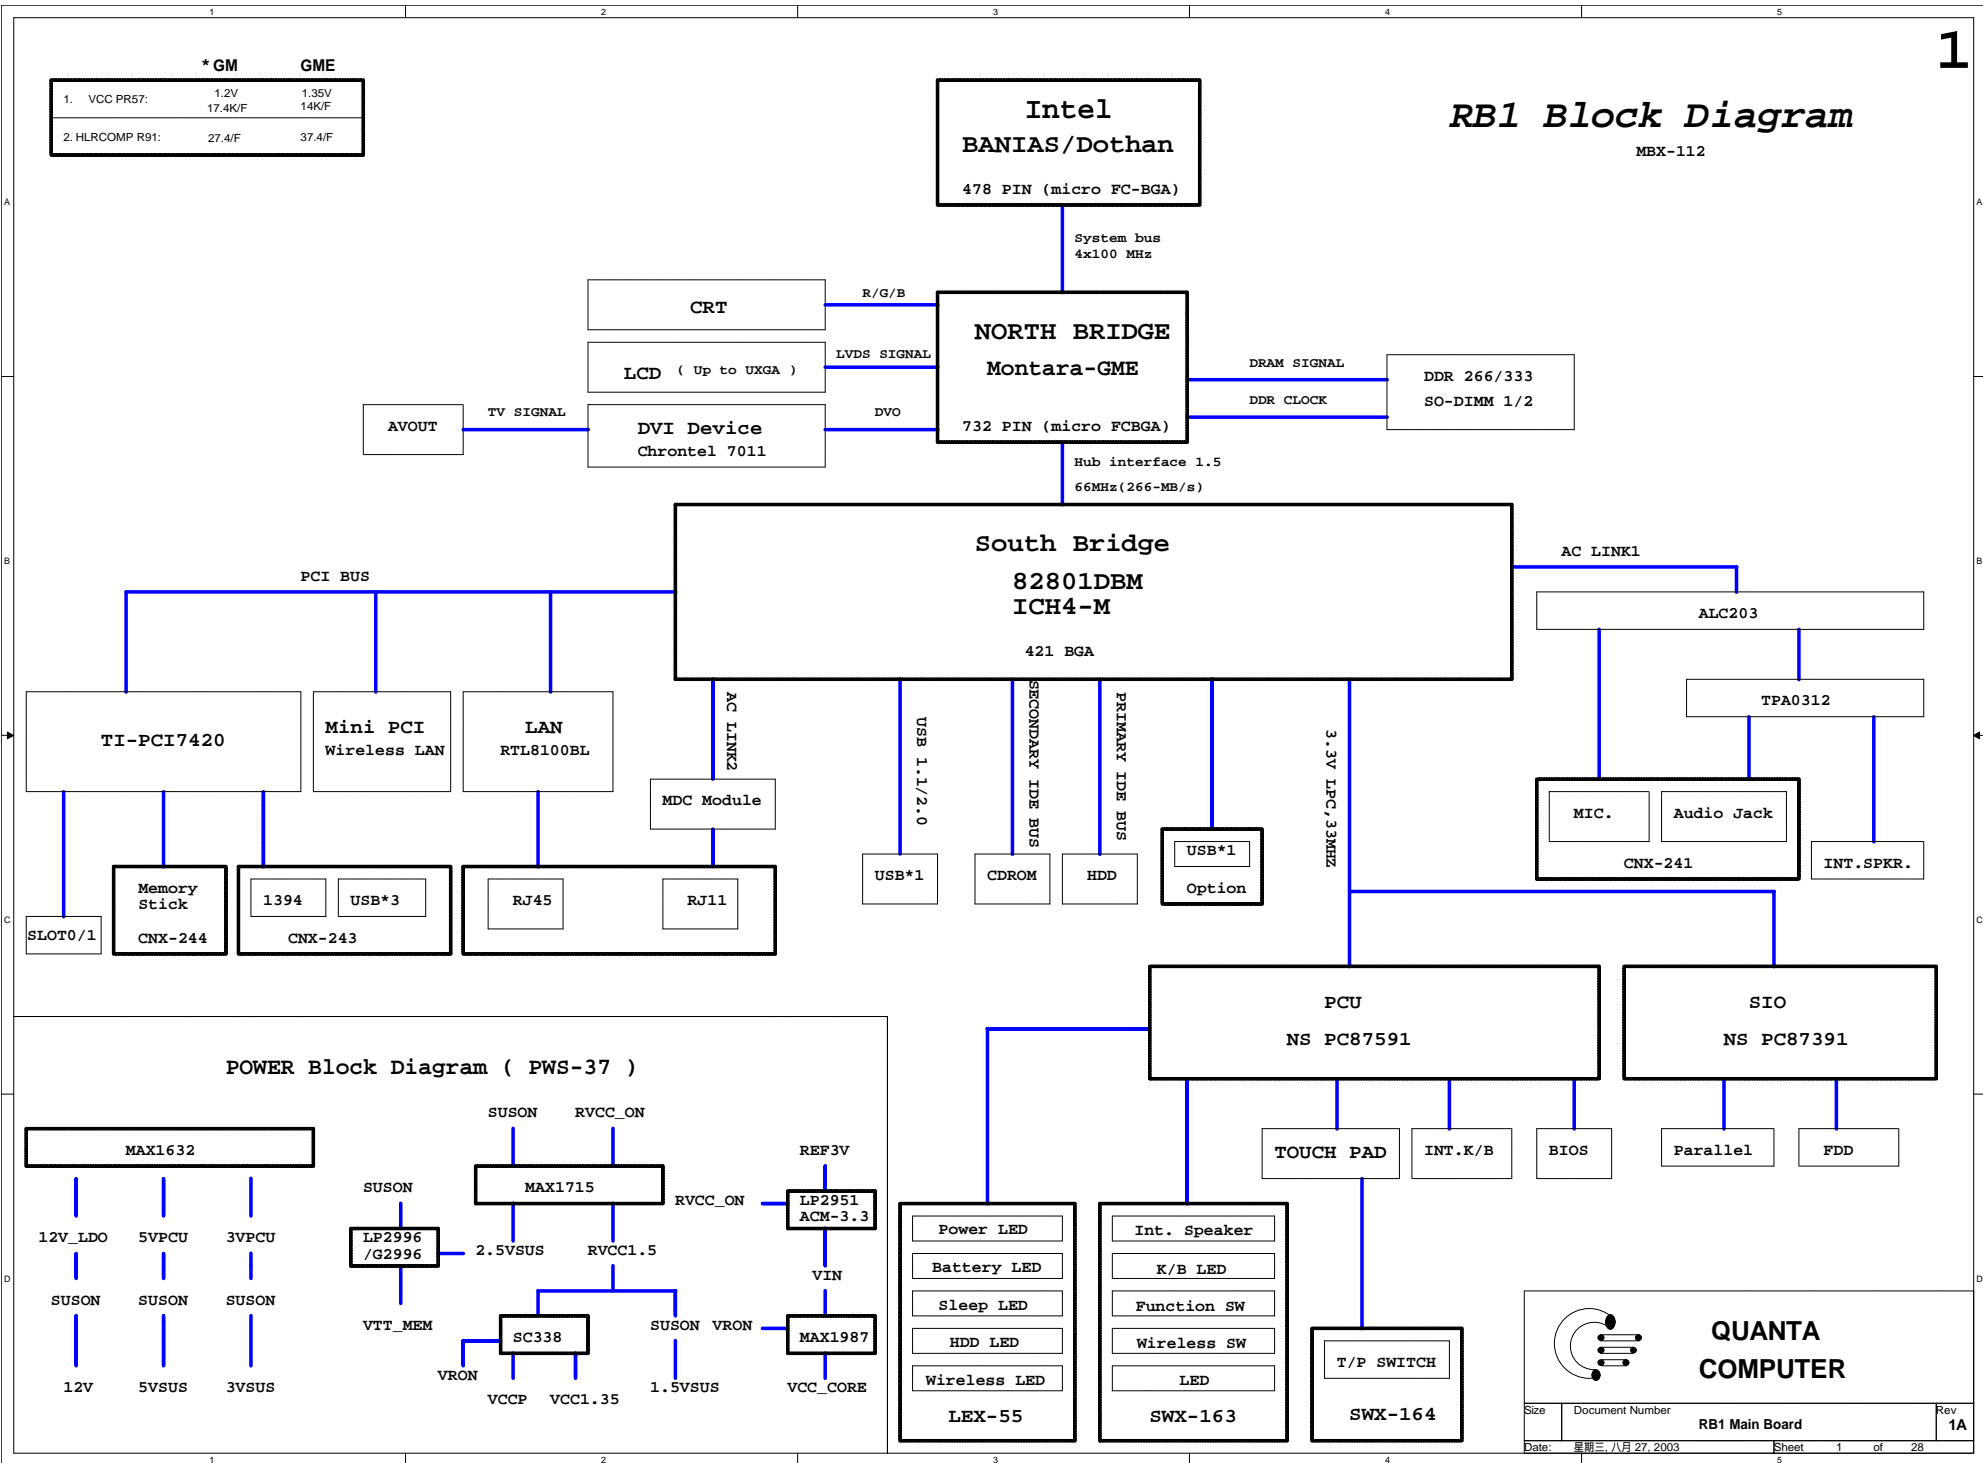 1 2 3 4 5
1
* GM GME
1. VCC PR57: 1.2V 1.35V
17.4K/F 14K/F
2. HLRCOMP R91: 27.4/F 37.4/F
Intel
BANIAS/Dothan
478 PIN (micro FC-BGA)
RB1 Block Diagram
MBX-112
A A
System bus
4x100 MHz
CRT
R/G/B
LCD ( Up to UXGA )
LVDS SIGNAL
NORTH BRIDGE
Montara-GME
732 PIN (micro FCBGA)
DRAM SIGNAL
DDR CLOCK
DDR 266/333
SO-DIMM 1/2
AVOUT
TV SIGNAL
DVI Device
Chrontel 7011
DVO
Hub interface 1.5
66MHz(266-MB/s)
South Bridge
82801DBM
ICH4-M
421 BGA
B B
PCI BUS
AC LINK1
ALC203
TPA0312
TI-PCI7420
Mini PCI
Wireless LAN
LAN
RTL8100BL
AC LINK2
MDC Module
USB 1.1/2.0
SECONDARY IDE BUS
PRIMARY IDE BUS
3.3V LPC,33MHZ
MIC.
Audio Jack
CNX-241
INT.SPKR.
USB*1
Option
USB*1
CDROM
HDD
Memory
Stick
CNX-244
1394
USB*3
CNX-243
RJ45
RJ11
SLOT0/1
C C
PCU
NS PC87591
SIO
NS PC87391
POWER Block Diagram ( PWS-37 )
SUSON RVCC_ON
MAX1632
MAX1715
REF3V
SUSON
RVCC_ON
LP2951
ACM-3.3
12V_LDO 5VPCU 3VPCU
LP2996
/G2996
2.5VSUS
RVCC1.5
VIN
SUSON SUSON SUSON
VTT_MEM
SC338
SUSON
VRON
MAX1987
VRON
12V 5VSUS 3VSUS
VCCP VCC1.35
1.5VSUS
VCC_CORE
TOUCH PAD
INT.K/B
BIOS
Parallel
FDD
Power LED
Battery LED
Sleep LED
HDD LED
Wireless LED
LEX-55
Int. Speaker
K/B LED
Function SW
Wireless SW
LED
SWX-163
T/P SWITCH
SWX-164
D D
QUANTA
COMPUTER
Size Document Number Rev
RB1 Main Board 1A
Date: 星期三, 八月 27, 2003 Sheet 1 of 28
1 2 3 4 5